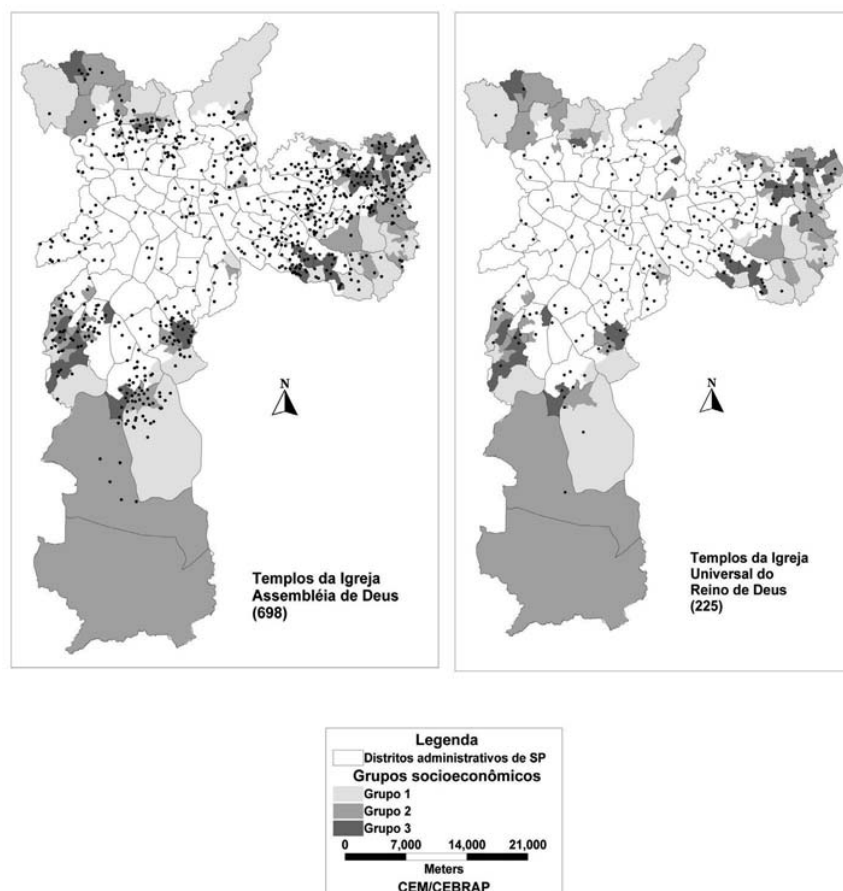 N
Templos da Igreja
Assembléia de Deus
(698)
N
Templos da Igreja
Universal do
Reino de Deus
(225)
Legenda
Distritos administrativos de SP
Grupos socioeconômicos
Grupo 1
Grupo 2
Grupo 3
0 7,000 14,000 21,000
Meters
CEM/CEBRAP